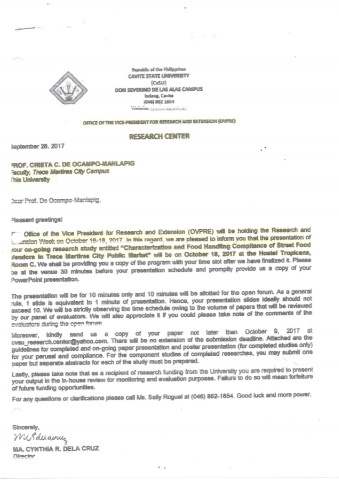 Republic of the Philippines
CAVITE STATE UNIVERSITY
(CvSU)
DON SEVERINO DE LAS ALAS CAMPUS
Indang, Cavite
(046) 862 1654
OFFICE OF THE VICE-PRESIDENT FOR RESEARCH AND EXTENSION (OVPRE)
RESEARCH CENTER
September 28, 2017
PROF. CRIETA C. DE OCAMPO-MANLAPIG
Faculty, Trece Martires City Campus
This University
Dear Prof. De Ocampo-Manlapig,
Pleasant greetings!
Office of the Vice President for Research and Extension (OVPRE) will be holding the Research and
Week on October 16-18, 2017. In this regard, we are pleased to inform you that the presentation of
your on-going research study entitled "Characterization and Food Handling Compliance of Street Food
Vendors in Trece Martires City Public Market" will be on October 18, 2017 at the Hostel Tropicana,
Room C. We shall be providing you a copy of the program with your time slot after we have finalized it. Please
be at the venue 30 minutes before your presentation schedule and promptly provide us a copy of your
PowerPoint presentation.
The presentation will be for 10 minutes only and 10 minutes will be allotted for the open forum. As a general
rule, 1 slide is equivalent to 1 minute of presentation. Hence, your presentation slides ideally should not
exceed 10. We will be strictly observing the time schedule owing to the volume of papers that will be reviewed
by our panel of evaluators. We will also appreciate it if you could please take note of the comments of the
evaluators during the open forum.
Moreover, kindly send us a copy of your paper not later than October 9, 2017 at
cvsu_research.center@yahoo.com. There will be no extension of the submission deadline. Attached are the
guidelines for completed and on-going paper presentation and poster presentation (for completed studies only)
for your perusal and compliance. For the component studies of completed researches, you may submit one
paper but separate abstracts for each of the study must be prepared.
Lastly, please take note that as a recipient of research funding from the University you are required to present
your output in the in-house review for monitoring and evaluation purposes. Failure to do so will mean forfeiture
of future funding opportunities.
For any questions or clarifications please call Ms. Sally Roguel at (046) 862-1654. Good luck and more power.
Sincerely,
MA. CYNTHIA R. DELA CRUZ
Director